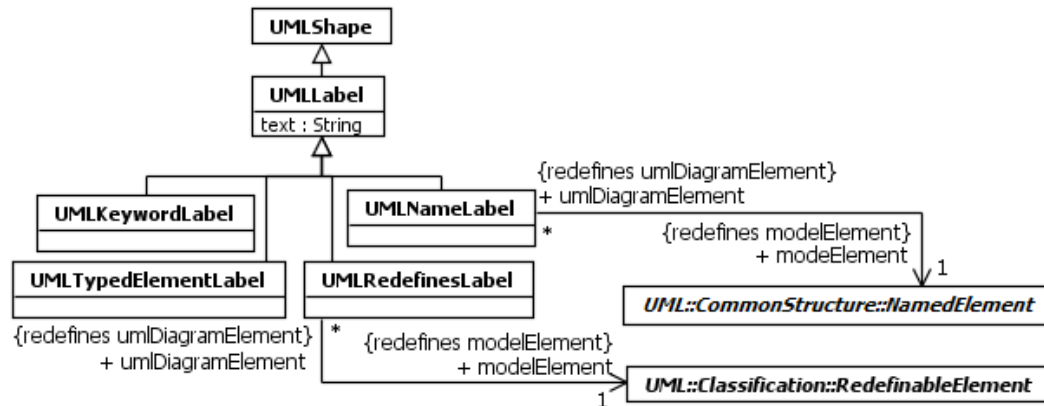 UMLShape
UMLLabel
text : String
{redefines umlDiagramElement}
+ umlDiagramElement
UMLKeywordLabel
UMLNameLabel
*
{redefines modelElement}
+ modeElement
1
UMLTypedElementLabel
UMLRedefinesLabel
UML::CommonStructure::NamedElement
{redefines umlDiagramElement}
+ umlDiagramElement
*
{redefines modelElement}
+ modelElement
1
UML::Classification::RedefinableElement